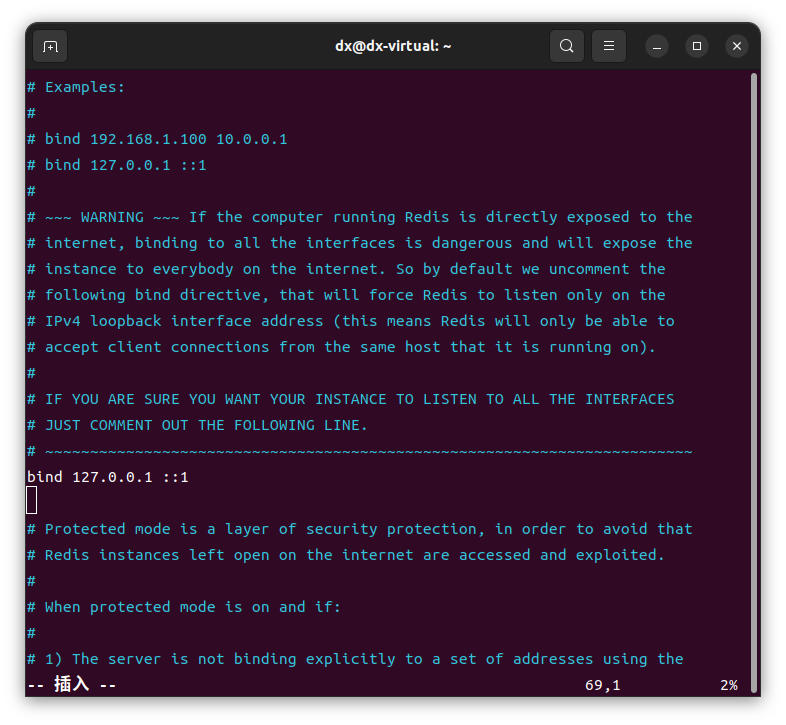 dx@dx-virtual: ~
# Examples:
#
# bind 192.168.1.100 10.0.0.1
# bind 127.0.0.1 ::1
#
# ~~~ WARNING ~~~ If the computer running Redis is directly exposed to the
# internet, binding to all the interfaces is dangerous and will expose the
# instance to everybody on the internet. So by default we uncomment the
# following bind directive, that will force Redis to listen only on the
# IPv4 loopback interface address (this means Redis will only be able to
# accept client connections from the same host that it is running on).
#
# IF YOU ARE SURE YOU WANT YOUR INSTANCE TO LISTEN TO ALL THE INTERFACES
# JUST COMMENT OUT THE FOLLOWING LINE.
# ~~~~~~~~~~~~~~~~~~~~~~~~~~~~~~~~~~~~~~~~~~~~~~~~~~~~~~~~~~~~~~~~~~~~~~~~
bind 127.0.0.1 ::1
# Protected mode is a layer of security protection, in order to avoid that
# Redis instances left open on the internet are accessed and exploited.
#
# When protected mode is on and if:
#
# 1) The server is not binding explicitly to a set of addresses using the
-- 插入 -- 69,1 2%